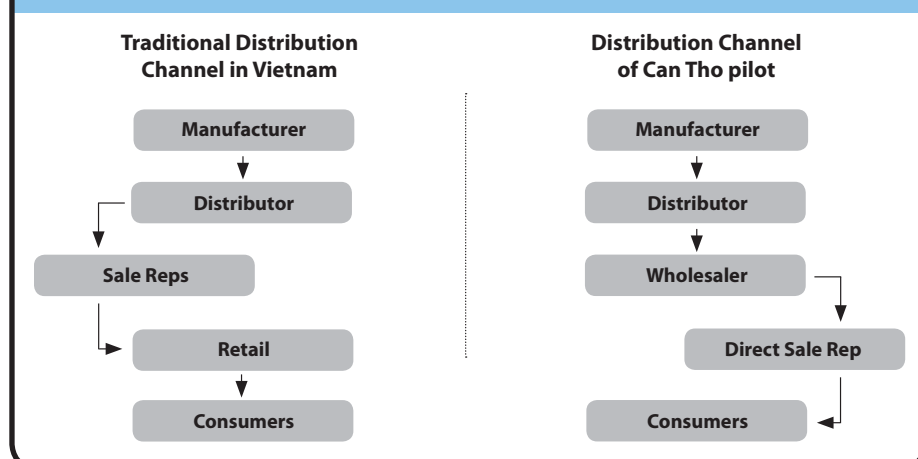 Traditional Distribution
Channel in Vietnam
Manufacturer
Distributor
Sale Reps
Retail
Consumers
Distribution Channel
of Can Tho pilot
Manufacturer
Distributor
Wholesaler
Direct Sale Rep
Consumers